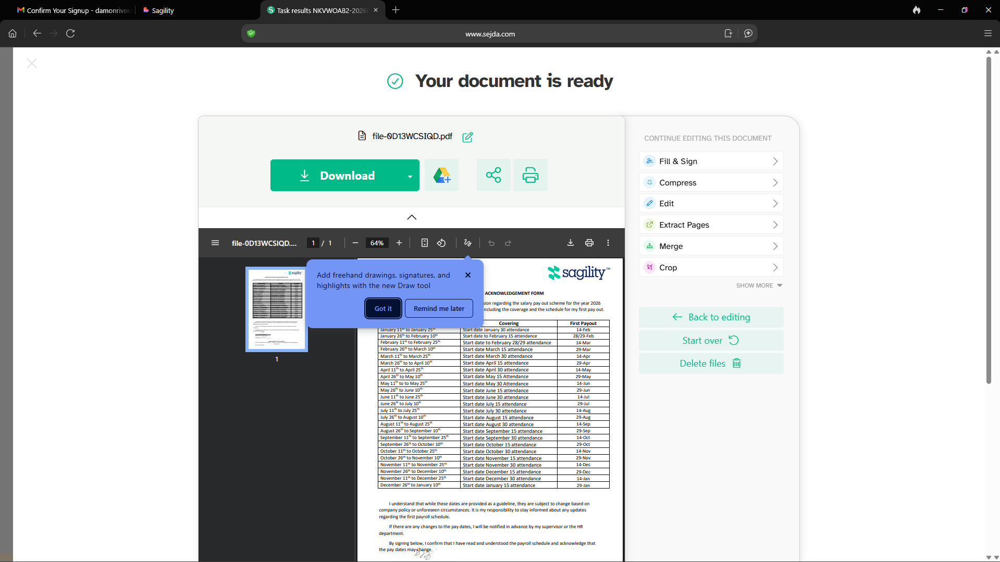 Confirm Your Signup - damonrivera
Sagility
Task results NKVWOAB2-2026
www.sejda.com
Your document is ready
file-0D13WCSIQD.pdf
Download
CONTINUE EDITING THIS DOCUMENT
Fill & Sign
Compress
Edit
Extract Pages
Merge
Crop
SHOW MORE
Back to editing
Start over
Delete files
file-0D13WCSIQD....
1 / 1
64%
Add freehand drawings, signatures, and
highlights with the new Draw tool
Got it
Remind me later
1
sagility™
ACKNOWLEDGEMENT FORM
sion regarding the salary pay out scheme for the year 2026
including the coverage and the schedule for my first pay out.
Covering First Payout
January 11th to January 25th Start date January 30 attendance 14-Feb
January 26th to February 10th Start date to February 15 attendance 28/29-Feb
February 11th to February 25th Start date to February 28/29 attendance 14-Mar
February 26th to March 10th Start date March 15 attendance 29-Mar
March 11th to March 25th Start date March 30 attendance 14-Apr
March 26th to to April 10th Start date April 15 attendance 29-Apr
April 11th to April 25th Start date April 30 attendance 14-May
April 26th to May 10th Start date May 15 Attendance 29-May
May 11th to to May 25th Start date May 30 Attendance 14-Jun
May 26th to June 10th Start date June 15 attendance 29-Jun
June 11th to June 25th Start date June 30 attendance 14-Jul
June 26th to July 10th Start date July 15 attendance 29-Jul
July 11th to July 25th Start date July 30 attendance 14-Aug
July 26th to August 10th Start date August 15 attendance 29-Aug
August 11th to August 25th Start date August 30 attendance 14-Sep
August 26th to September 10th Start date September 15 attendance 29-Sep
September 11th to September 25th Start date September 30 attendance 14-Oct
September 26th to October 10th Start date October 15 attendance 29-Oct
October 11th to October 25th Start date October 30 attendance 14-Nov
October 26th to November 10th Start date November 15 attendance 29-Nov
November 11th to November 25th Start date November 30 attendance 14-Dec
November 26th to December 10th Start date December 15 attendance 29-Dec
November 11th to December 25th Start date December 30 attendance 14-Jan
December 26th to January 10th Start date January 15 attendance 29-Jan
I understand that while these dates are provided as a guideline, they are subject to change based on
company policy or unforeseen circumstances. It is my responsibility to stay informed about any updates
regarding the first payroll schedule.
If there are any changes to the pay dates, I will be notified in advance by my supervisor or the HR
department.
By signing below, I confirm that I have read and understood the payroll schedule and acknowledge that
the pay dates may change.